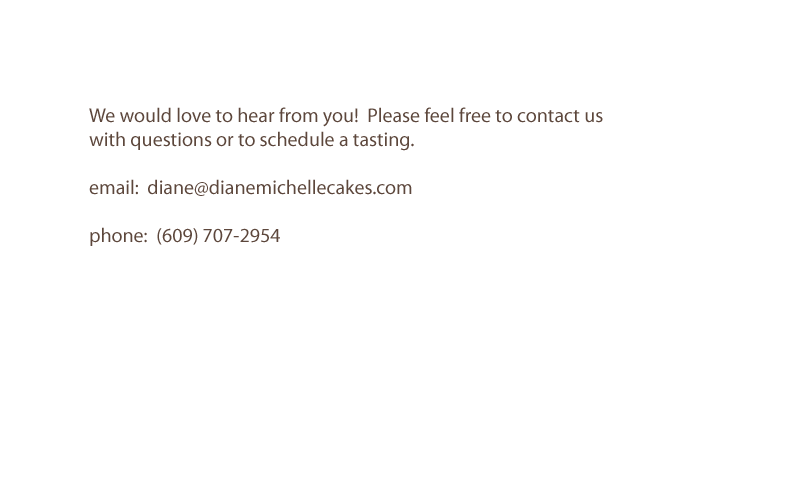 We would love to hear from you!  Please feel free to contact us
with questions or to schedule a tasting.
email:  diane@dianemichellecakes.com
phone:  (609) 707-2954